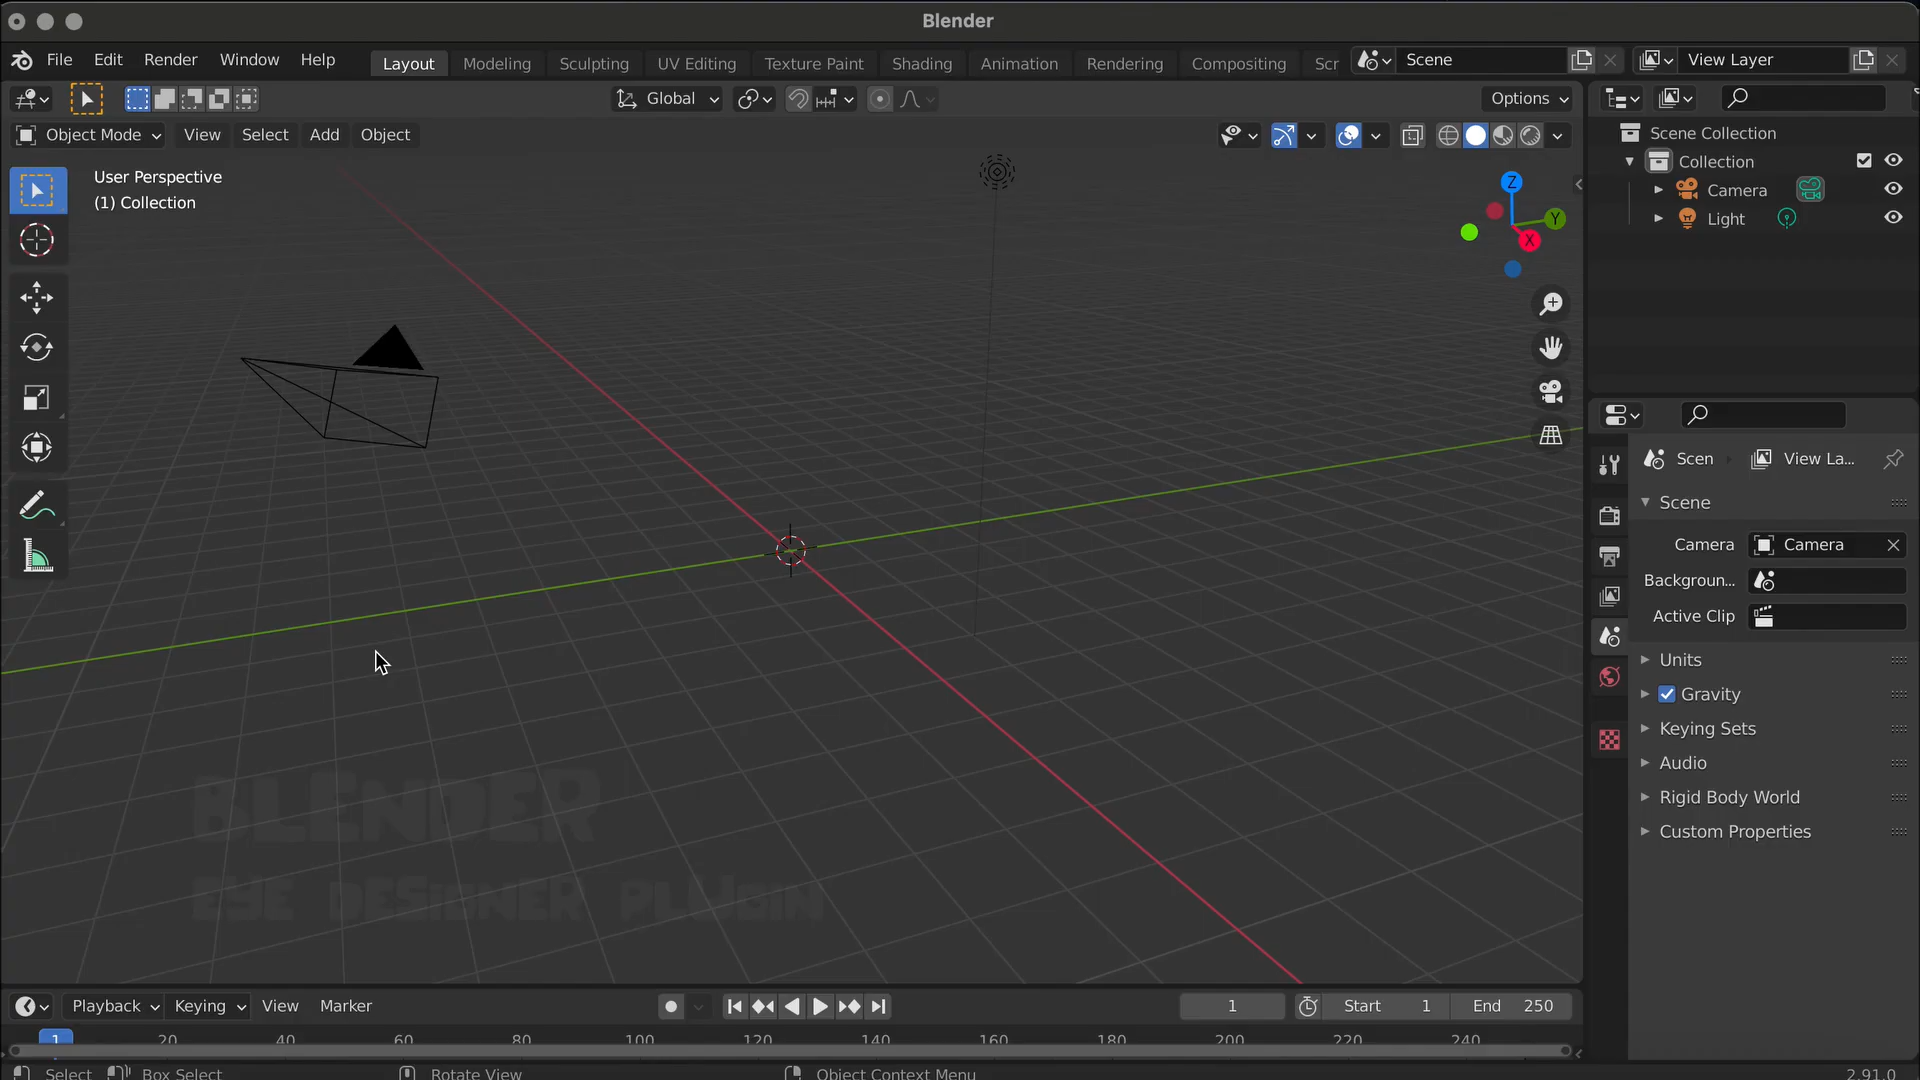 Blender
File Edit Render Window Help Layout Modeling Sculpting UV Editing Texture Paint Shading Animation Rendering Compositing Scr Scene View Layer
Global Options
Object Mode View Select Add Object
User Perspective
(1) Collection
Z
Y
X
Scene Collection
Collection
Camera
Light
Scen View La...
Scene
Camera Camera
Backgroun...
Active Clip
Units
Gravity
Keying Sets
Audio
Rigid Body World
Custom Properties
BLENDER
EYE DESIGNER PLUGIN
Playback Keying View Marker 1 Start 1 End 250
1 20 40 60 80 100 120 140 160 180 200 220 240
Select Box Select Rotate View Object Context Menu 2.91.0